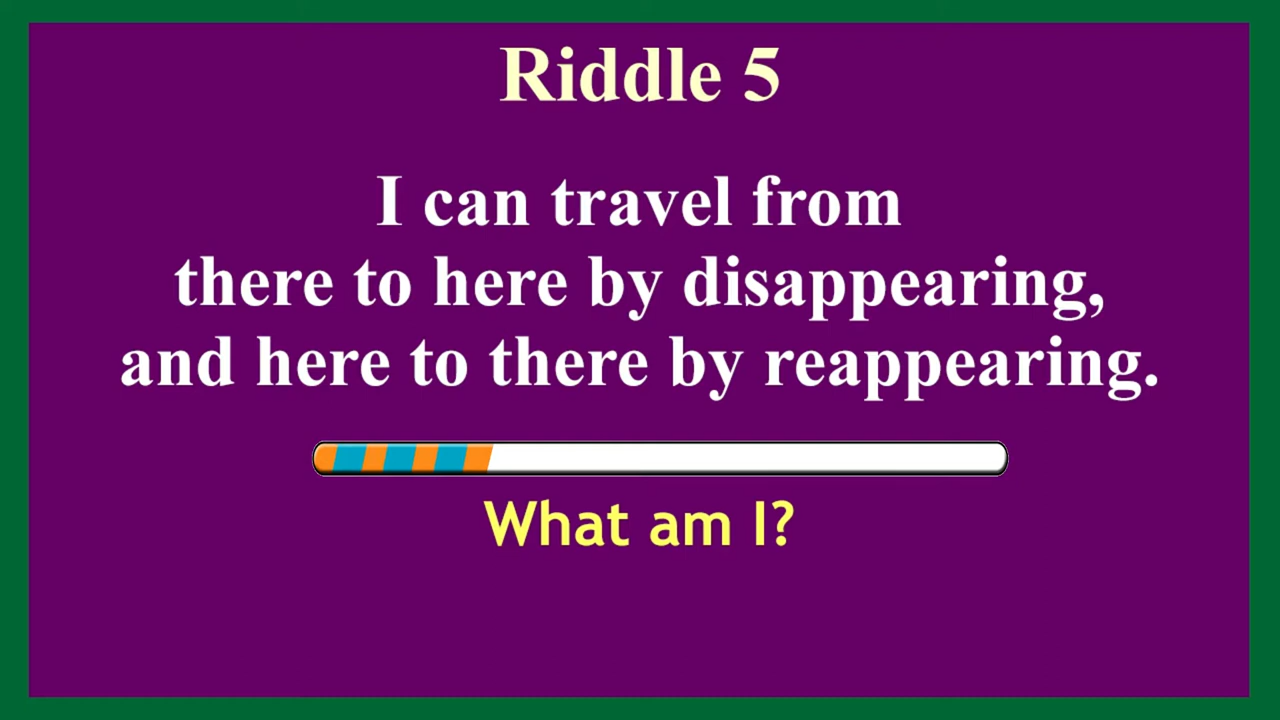 Riddle 5
I can travel from
there to here by disappearing,
and here to there by reappearing.
What am I?